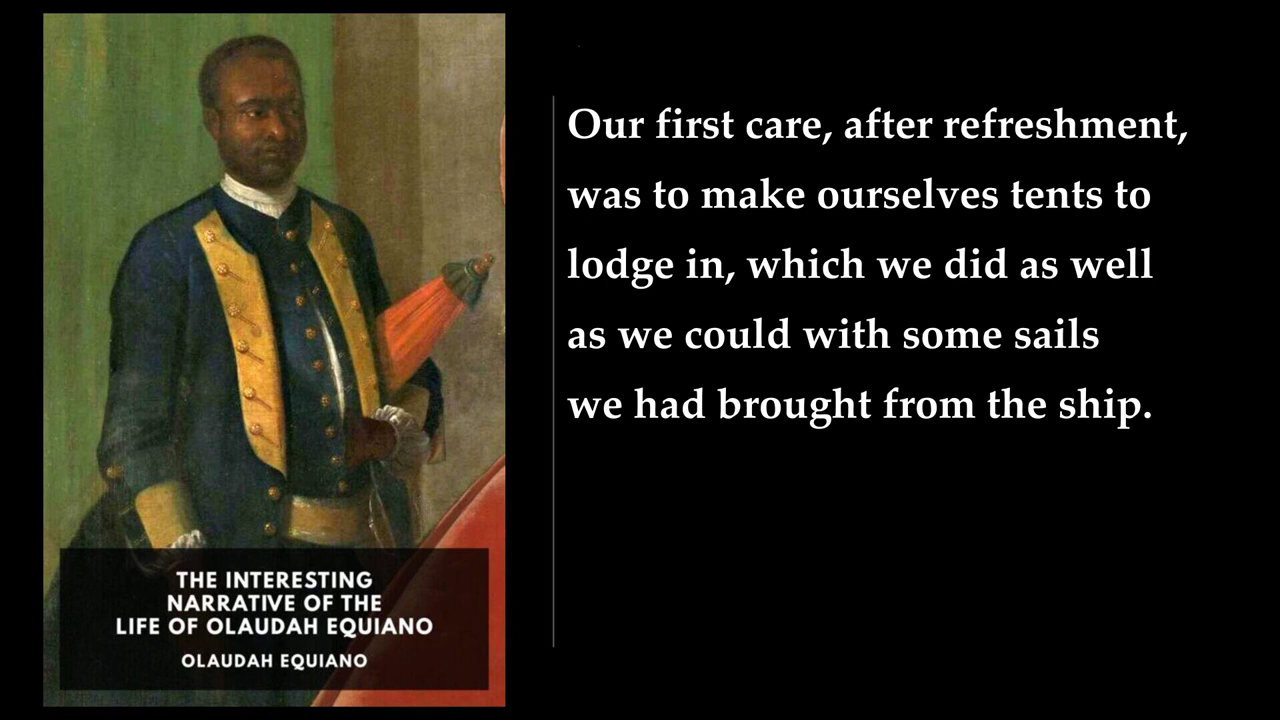 Our first care, after refreshment,
was to make ourselves tents to
lodge in, which we did as well
as we could with some sails
we had brought from the ship.
THE INTERESTING
NARRATIVE OF THE
LIFE OF OLAUDAH EQUIANO
OLAUDAH EQUIANO